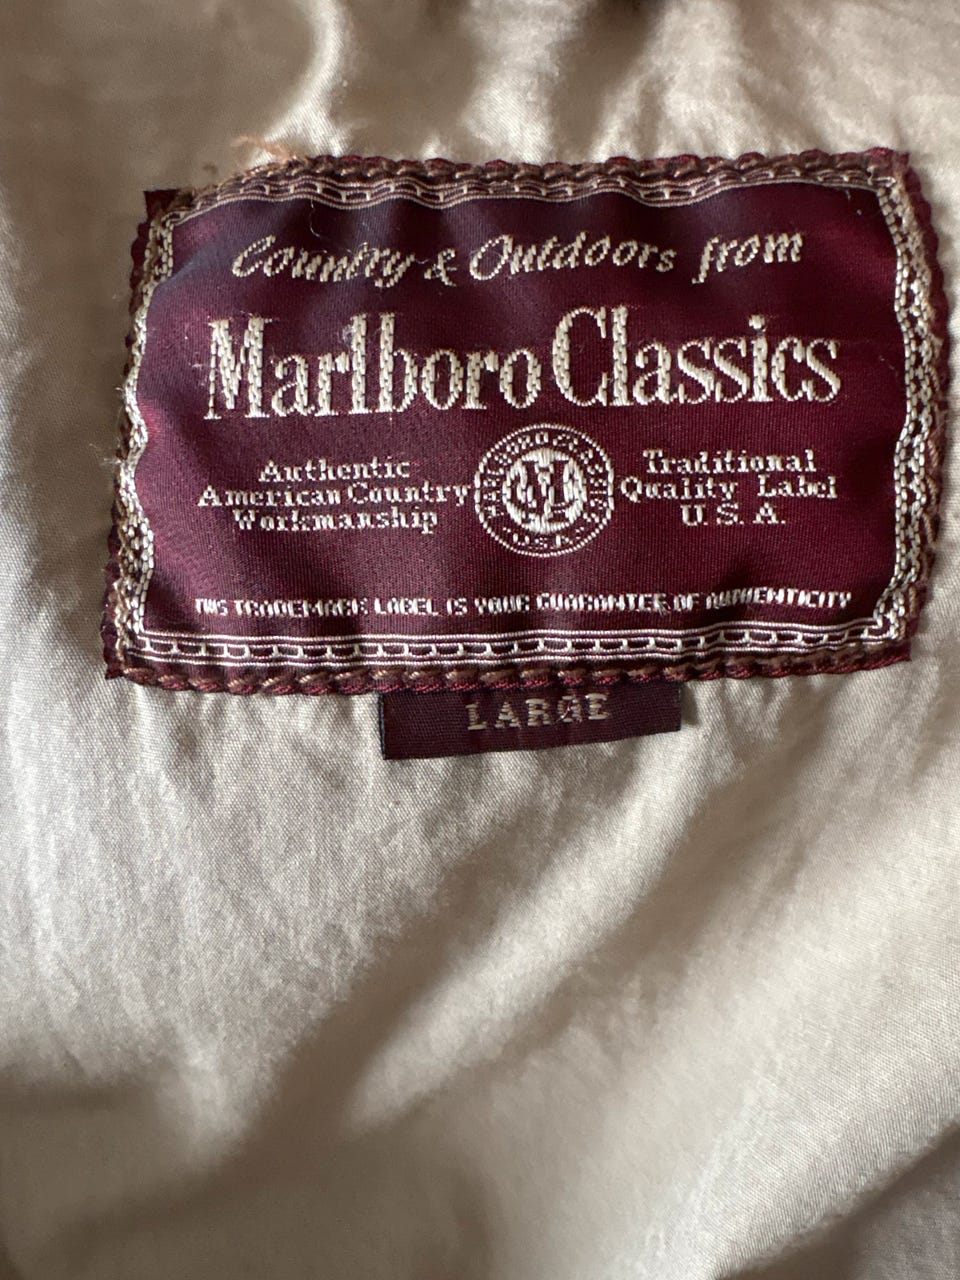 Country & Outdoors from
Marlboro Classics
Authentic
American Country
Workmanship
Traditional
Quality Label
U.S.A.
THIS TRADEMARK LABEL IS YOUR GUARANTEE OF AUTHENTICITY
LARGE